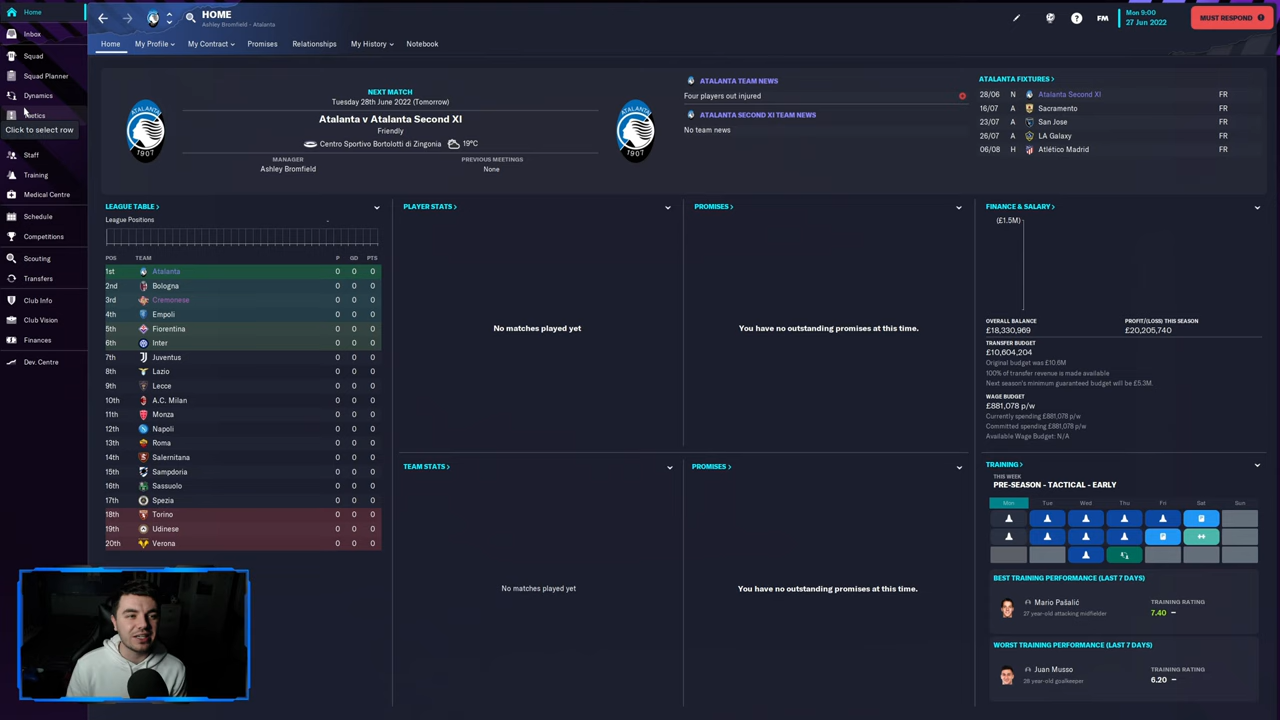 Home
HOME
Ashley Bromfield - Atalanta
Mon 9:00
27 Jun 2022
FM
MUST RESPOND
Inbox
Home
My Profile
My Contract
Promises
Relationships
My History
Notebook
Squad
Squad Planner
Dynamics
Click to select row
Staff
Training
Medical Centre
Schedule
Competitions
Scouting
Transfers
Club Info
Club Vision
Finances
Dev. Centre
ATALANTA
1907
NEXT MATCH
Tuesday 28th June 2022 (Tomorrow)
Atalanta v Atalanta Second XI
Friendly
Centro Sportivo Bortolotti di Zingonia
19°C
MANAGER
Ashley Bromfield
PREVIOUS MEETINGS
None
ATALANTA
1907
ATALANTA TEAM NEWS
Four players out injured
ATALANTA SECOND XI TEAM NEWS
No team news
ATALANTA FIXTURES
28/06 N Atalanta Second XI FR
16/07 A Sacramento FR
23/07 A San Jose FR
26/07 A LA Galaxy FR
06/08 H Atlético Madrid FR
LEAGUE TABLE
League Positions
POS TEAM P GD PTS
1st Atalanta 0 0 0
2nd Bologna 0 0 0
3rd Cremonese 0 0 0
4th Empoli 0 0 0
5th Fiorentina 0 0 0
6th Inter 0 0 0
7th Juventus 0 0 0
8th Lazio 0 0 0
9th Lecce 0 0 0
10th A.C. Milan 0 0 0
11th Monza 0 0 0
12th Napoli 0 0 0
13th Roma 0 0 0
14th Salernitana 0 0 0
15th Sampdoria 0 0 0
16th Sassuolo 0 0 0
17th Spezia 0 0 0
18th Torino 0 0 0
19th Udinese 0 0 0
20th Verona 0 0 0
PLAYER STATS
No matches played yet
PROMISES
You have no outstanding promises at this time.
TEAM STATS
No matches played yet
PROMISES
You have no outstanding promises at this time.
FINANCE & SALARY
(£1.5M)
OVERALL BALANCE
£18,330,969
PROFIT/(LOSS) THIS SEASON
£20,205,740
TRANSFER BUDGET
£10,604,204
Original budget was £10.6M
100% of transfer revenue is made available
Next season's minimum guaranteed budget will be £5.3M.
WAGE BUDGET
£881,078 p/w
Currently spending £881,078 p/w
Committed spending £881,078 p/w
Available Wage Budget: N/A
TRAINING
THIS WEEK
PRE-SEASON - TACTICAL - EARLY
Mon Tue Wed Thu Fri Sat Sun
BEST TRAINING PERFORMANCE (LAST 7 DAYS)
Mario Pašalić
27 year-old attacking midfielder
TRAINING RATING
7.40
WORST TRAINING PERFORMANCE (LAST 7 DAYS)
Juan Musso
28 year-old goalkeeper
TRAINING RATING
6.20